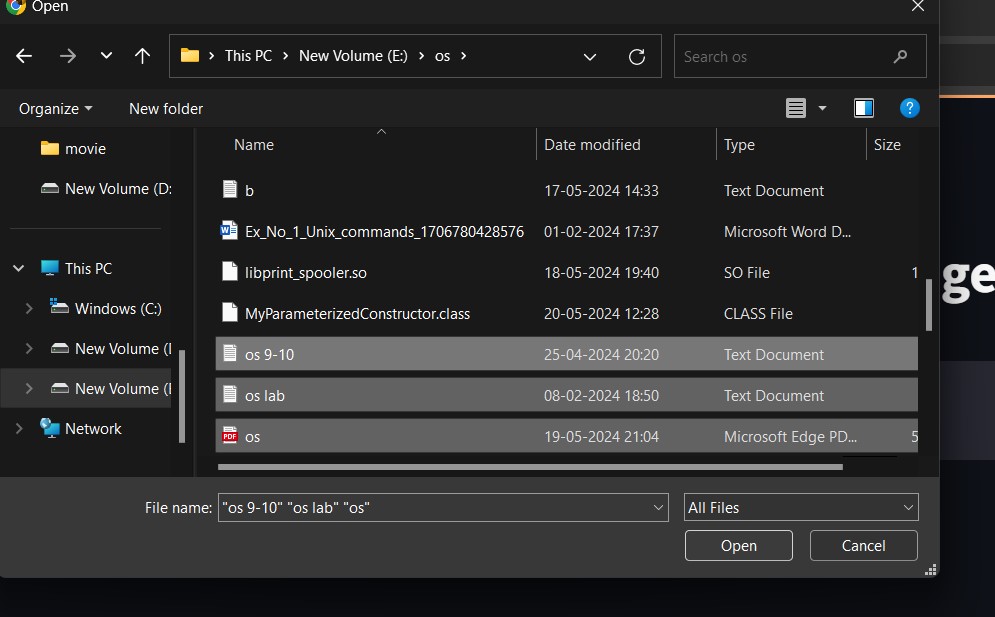 Open
This PC > New Volume (E:) > os >
Search os
Organize
New folder
movie
New Volume (D:
This PC
Windows (C:)
New Volume (
New Volume (
Network
Name Date modified Type Size
b 17-05-2024 14:33 Text Document
Ex_No_1_Unix_commands_1706780428576 01-02-2024 17:37 Microsoft Word D...
libprint_spooler.so 18-05-2024 19:40 SO File 1
MyParameterizedConstructor.class 20-05-2024 12:28 CLASS File
os 9-10 25-04-2024 20:20 Text Document
os lab 08-02-2024 18:50 Text Document
PDF os 19-05-2024 21:04 Microsoft Edge PD... 5
File name: "os 9-10" "os lab" "os"
All Files
Open
Cancel
ge